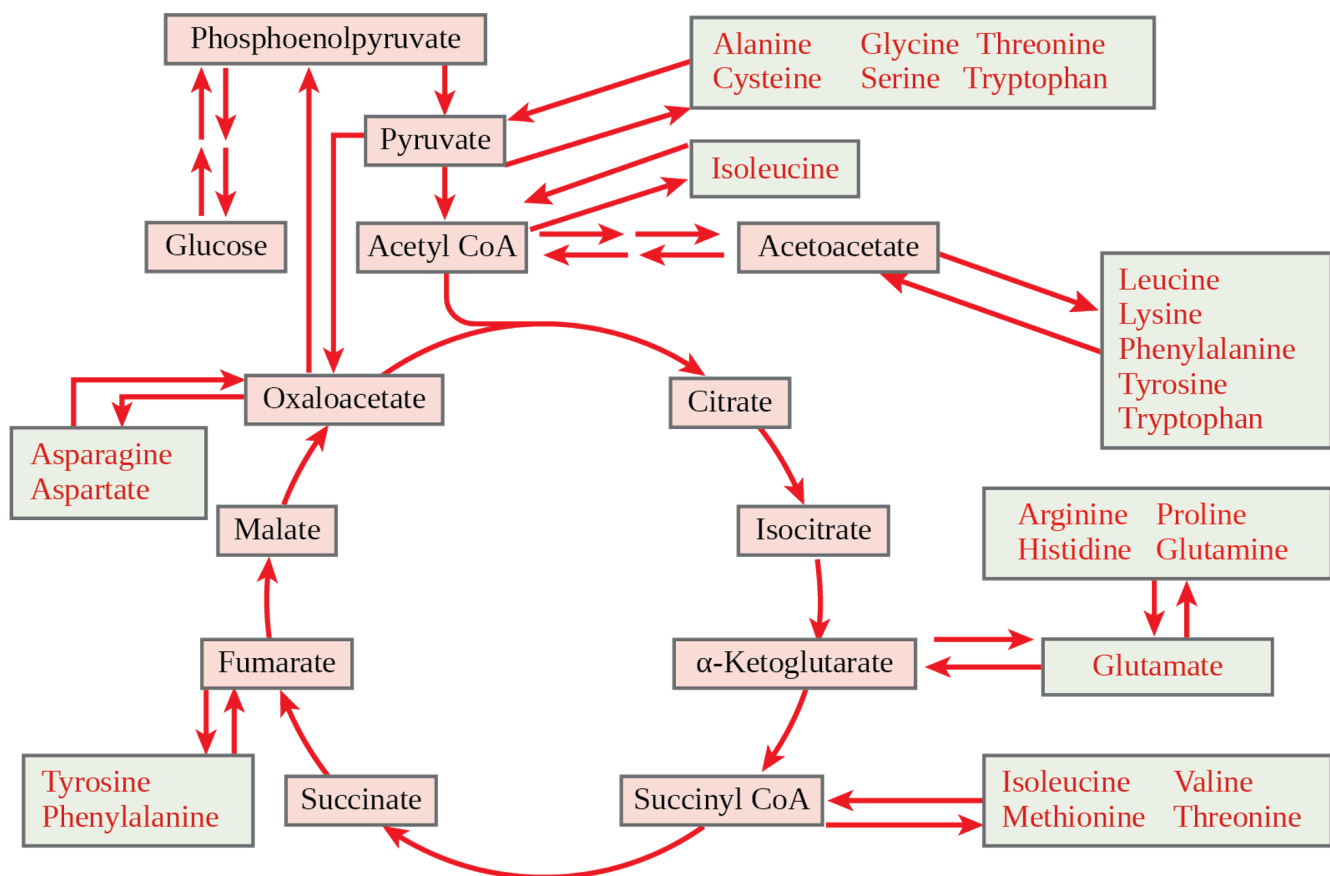 Phosphoenolpyruvate
Alanine Glycine Threonine
Cysteine Serine Tryptophan
Pyruvate
Isoleucine
Glucose
Acetyl CoA
Acetoacetate
Leucine
Lysine
Phenylalanine
Tyrosine
Tryptophan
Oxaloacetate
Citrate
Asparagine
Aspartate
Malate
Isocitrate
Arginine Proline
Histidine Glutamine
Fumarate
α-Ketoglutarate
Glutamate
Tyrosine
Phenylalanine
Succinate
Succinyl CoA
Isoleucine Valine
Methionine Threonine